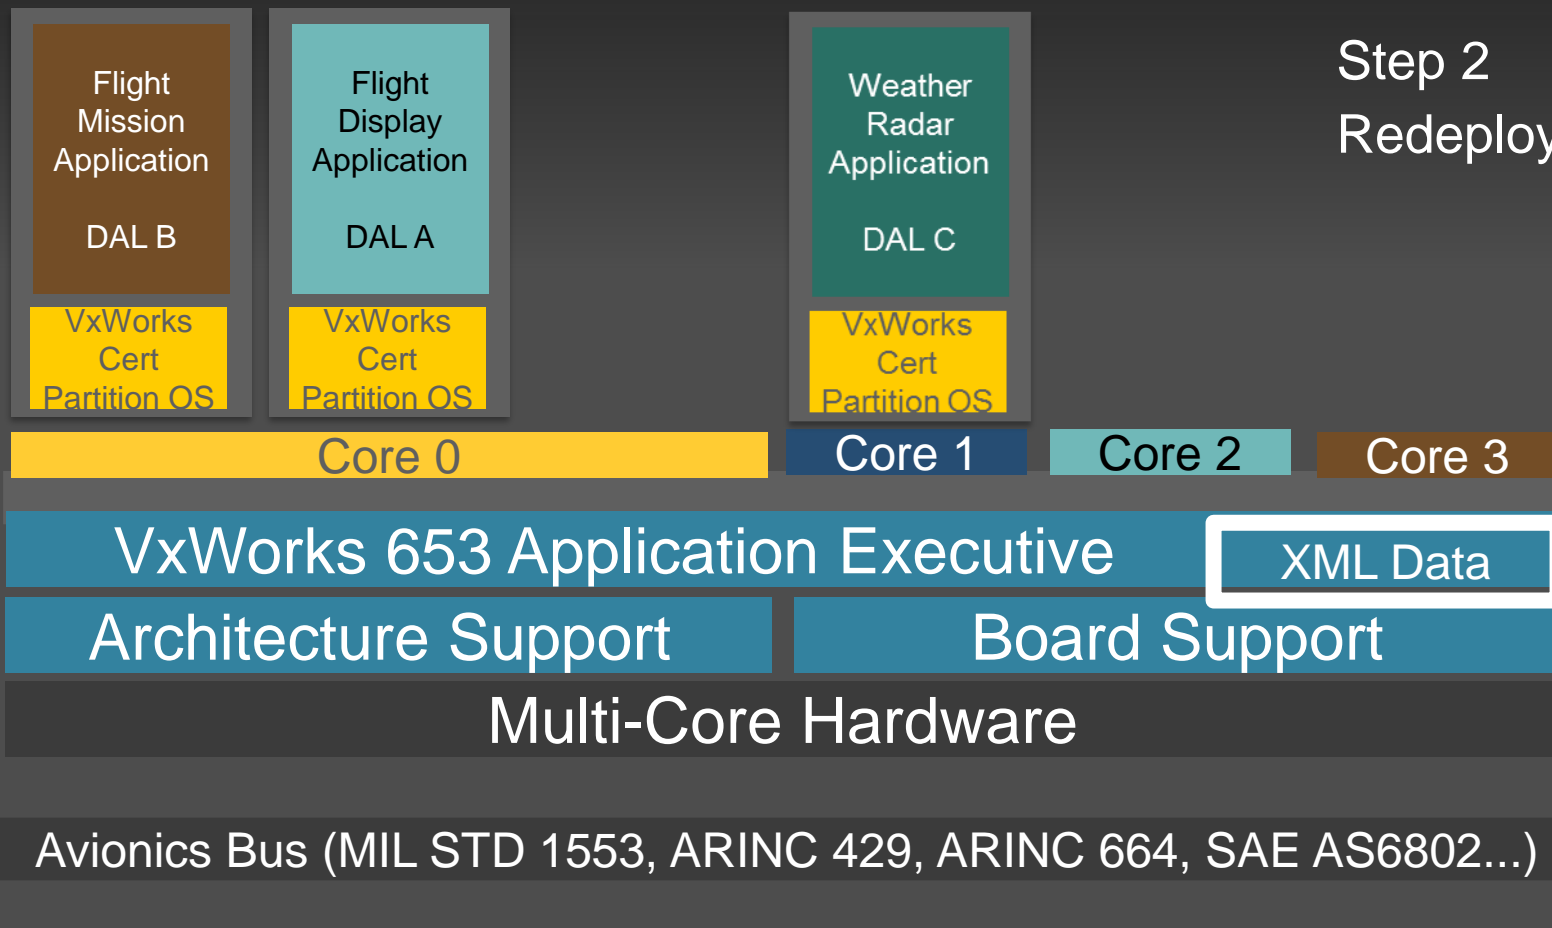 Flight
Mission
Application
DAL B
VxWorks
Cert
Partition OS
Flight
Display
Application
DAL A
VxWorks
Cert
Partition OS
Weather
Radar
Application
DAL C
VxWorks
Cert
Partition OS
Step 2
Redeploy
Core 0
Core 1
Core 2
Core 3
VxWorks 653 Application Executive
XML Data
Architecture Support
Board Support
Multi-Core Hardware
Avionics Bus (MIL STD 1553, ARINC 429, ARINC 664, SAE AS6802...)